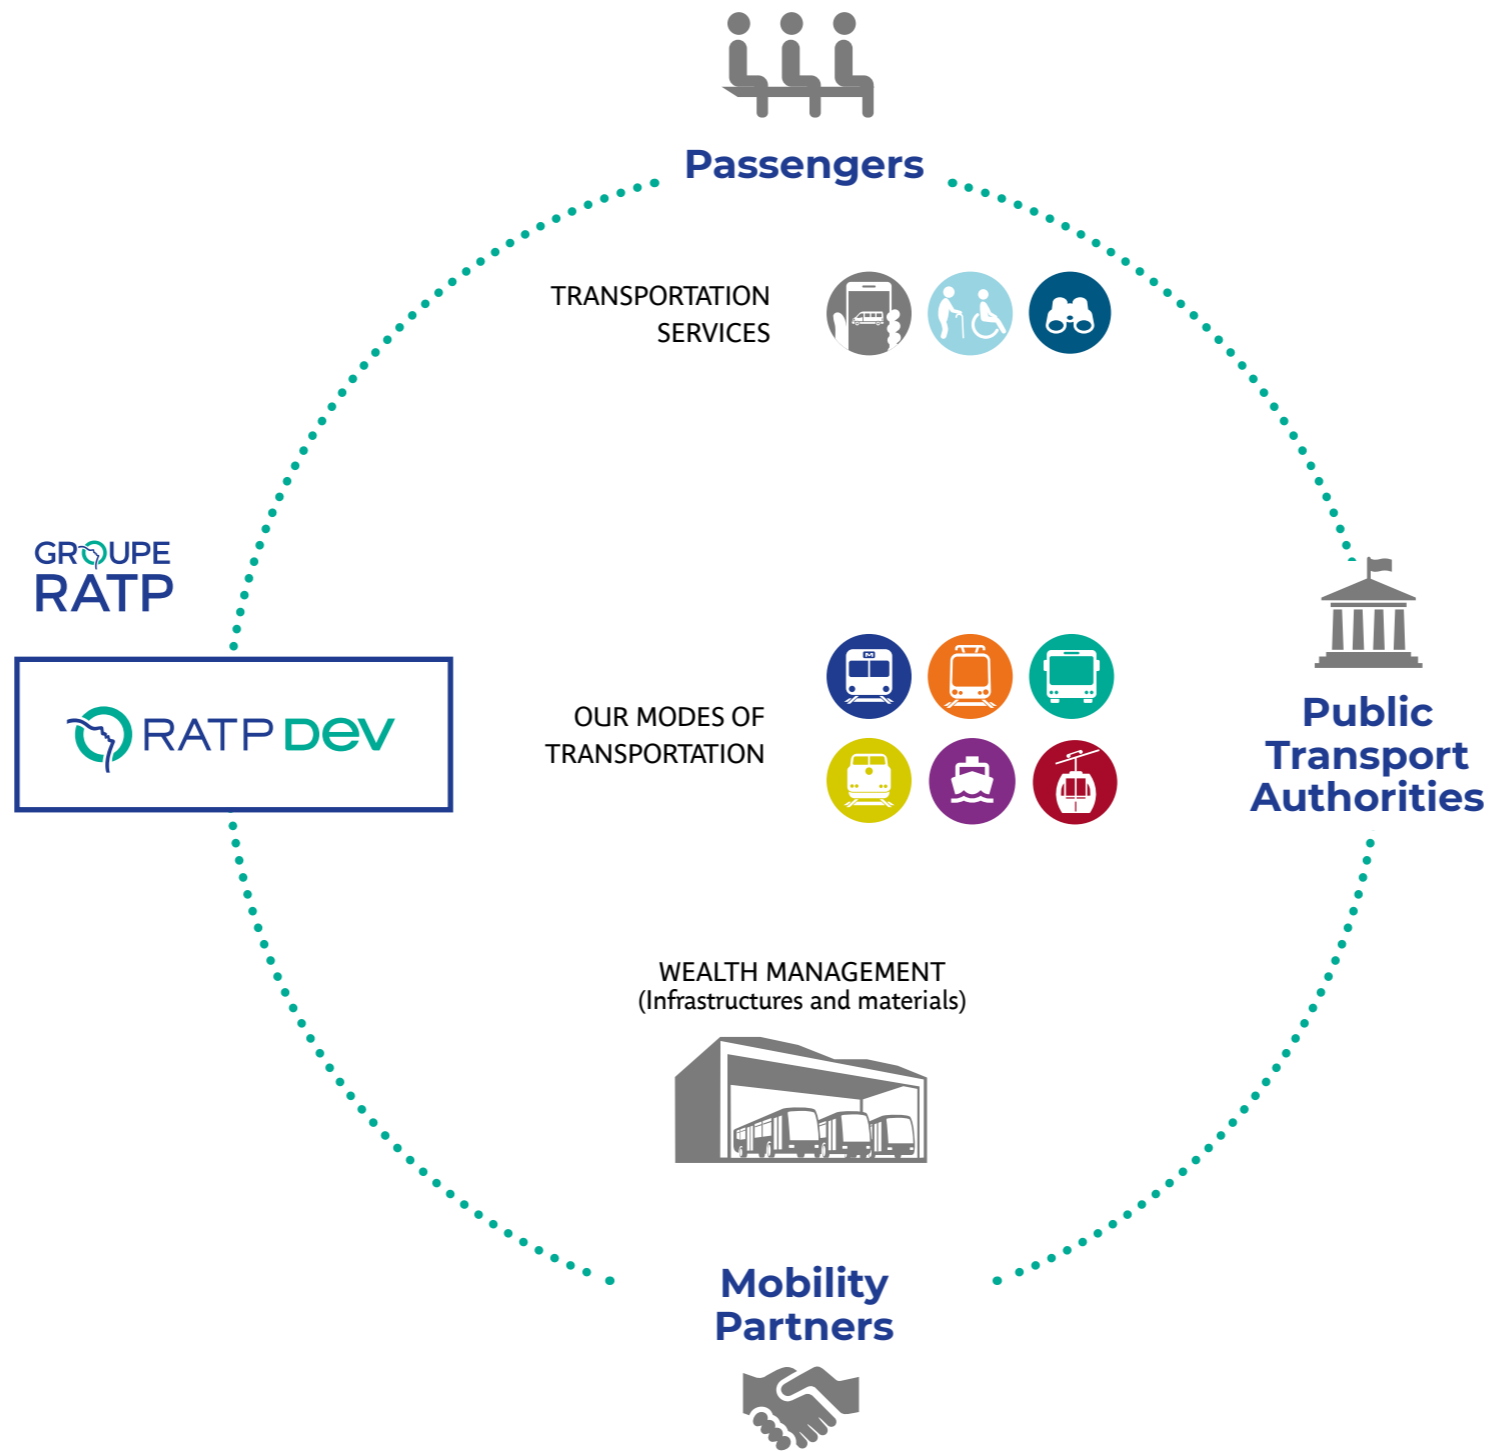 Passengers
TRANSPORTATION
SERVICES
GROUPE
RATP
RATP DEV
M
OUR MODES OF
TRANSPORTATION
Public
Transport
Authorities
WEALTH MANAGEMENT
(Infrastructures and materials)
Mobility
Partners